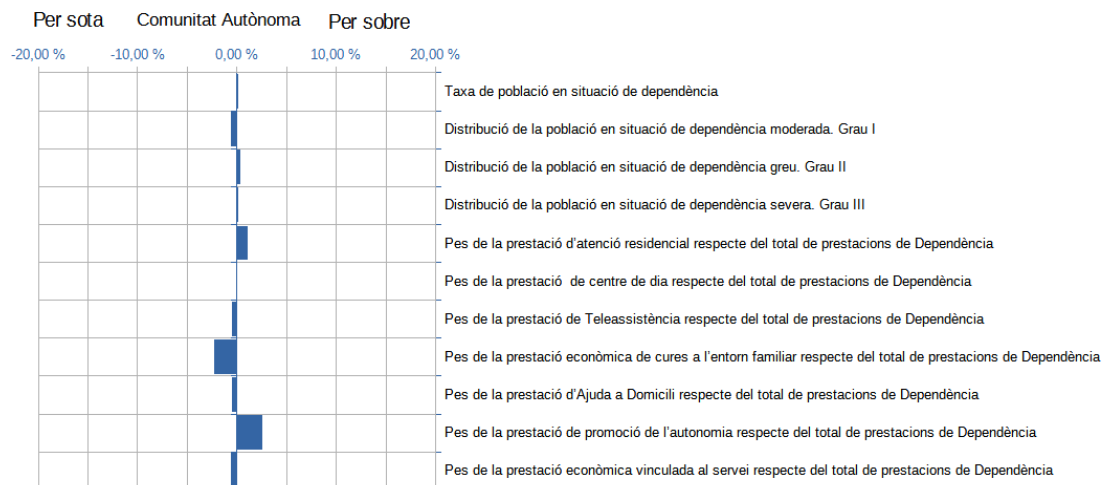 Per sota Comunitat Autònoma Per sobre
-20,00 % -10,00 % 0,00 % 10,00 % 20,00 %
Taxa de població en situació de dependència
Distribució de la població en situació de dependència moderada. Grau I
Distribució de la població en situació de dependència greu. Grau II
Distribució de la població en situació de dependència severa. Grau III
Pes de la prestació d’atenció residencial respecte del total de prestacions de Dependència
Pes de la prestació  de centre de dia respecte del total de prestacions de Dependència
Pes de la prestació de Teleassistència respecte del total de prestacions de Dependència
Pes de la prestació econòmica de cures a l’entorn familiar respecte del total de prestacions de Dependència
Pes de la prestació d’Ajuda a Domicili respecte del total de prestacions de Dependència
Pes de la prestació de promoció de l’autonomia respecte del total de prestacions de Dependència
Pes de la prestació econòmica vinculada al servei respecte del total de prestacions de Dependència